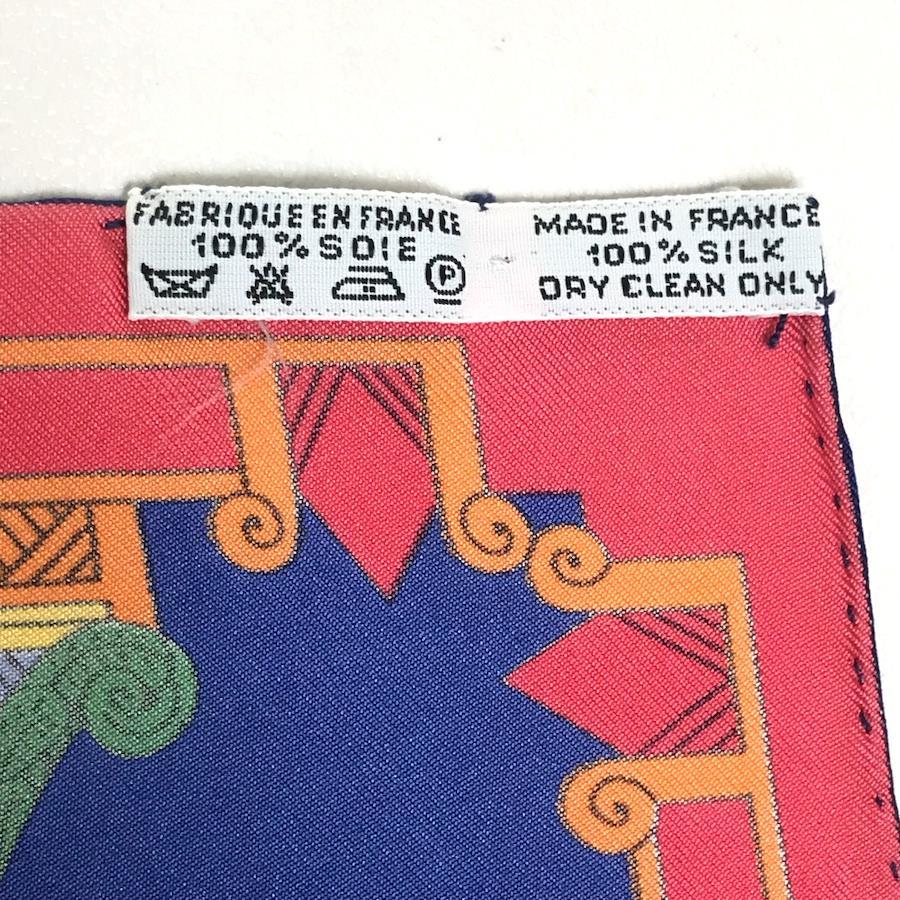 FABRIQUE EN FRANCE
100% SOIE
P
MADE IN FRANCE
100% SILK
DRY CLEAN ONLY